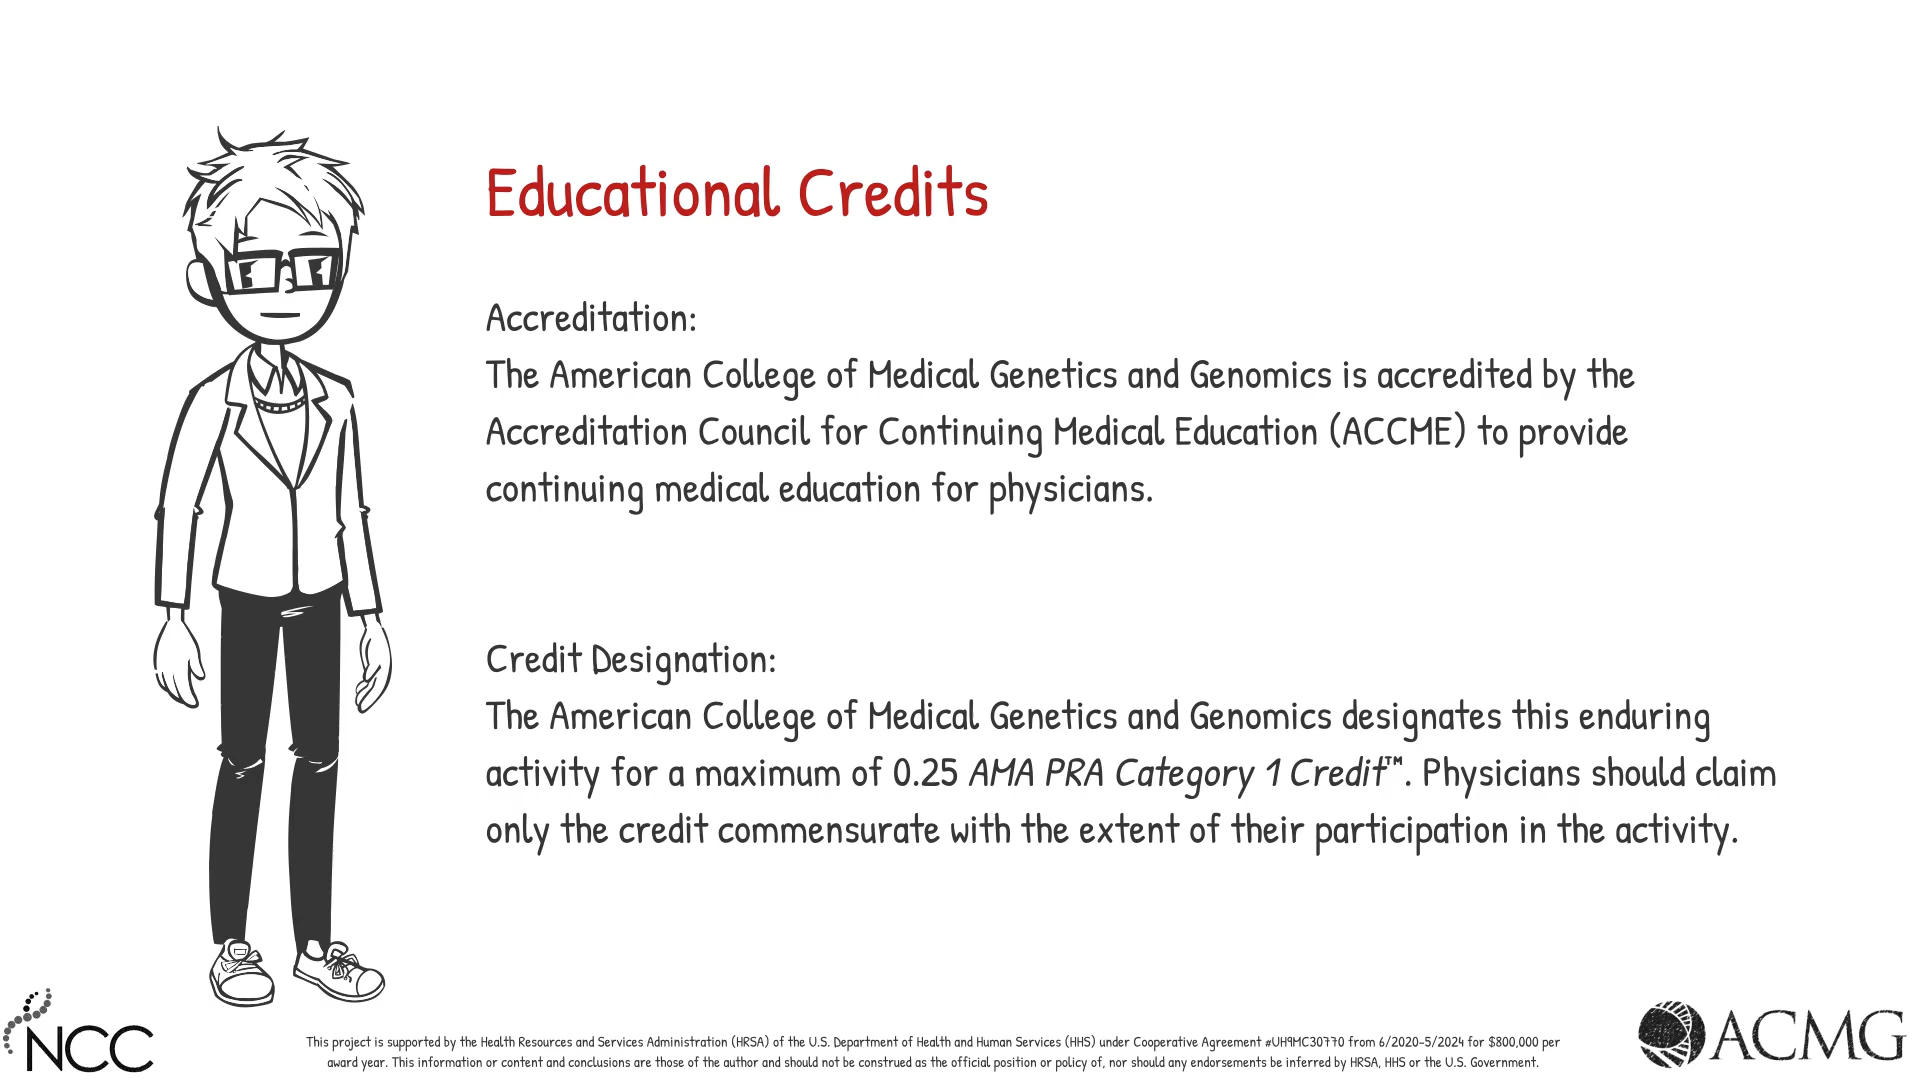 Educational Credits
Accreditation:
The American College of Medical Genetics and Genomics is accredited by the
Accreditation Council for Continuing Medical Education (ACCME) to provide
continuing medical education for physicians.
Credit Designation:
The American College of Medical Genetics and Genomics designates this enduring
activity for a maximum of 0.25 AMA PRA Category 1 Credit™. Physicians should claim
only the credit commensurate with the extent of their participation in the activity.
NCC
This project is supported by the Health Resources and Services Administration (HRSA) of the U.S. Department of Health and Human Services (HHS) under Cooperative Agreement #UH9MC30770 from 6/2020-5/2024 for $800,000 per
award year. This information or content and conclusions are those of the author and should not be construed as the official position or policy of, nor should any endorsements be inferred by HRSA, HHS or the U.S. Government.
ACMG